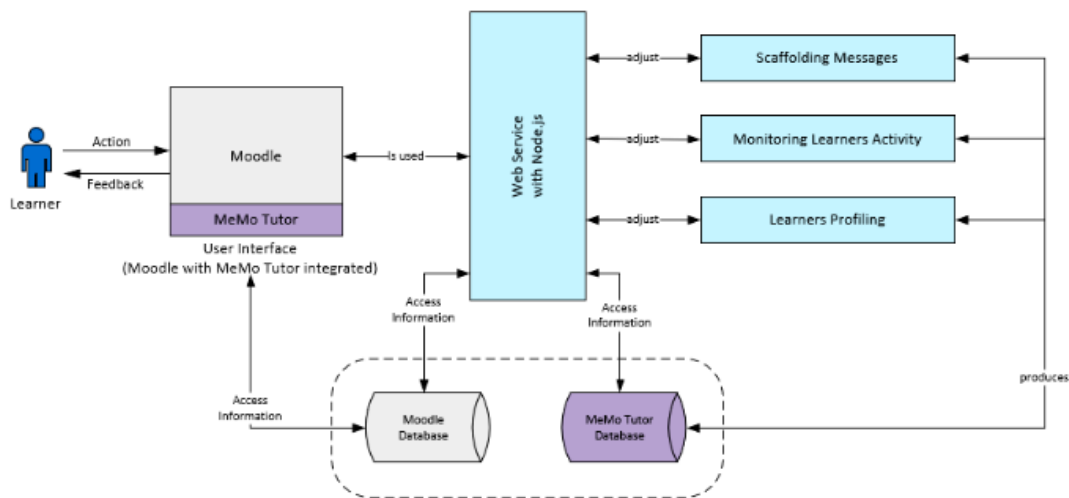 Action
Feedback
Learner
Moodle
MeMo Tutor
User Interface
(Moodle with MeMo Tutor integrated)
Is used
Web Service
with Node.js
adjust
Scaffolding Messages
adjust
Monitoring Learners Activity
adjust
Learners Profiling
Access
Information
Access
Information
Access
Information
Moodle
Database
MeMo Tutor
Database
produces